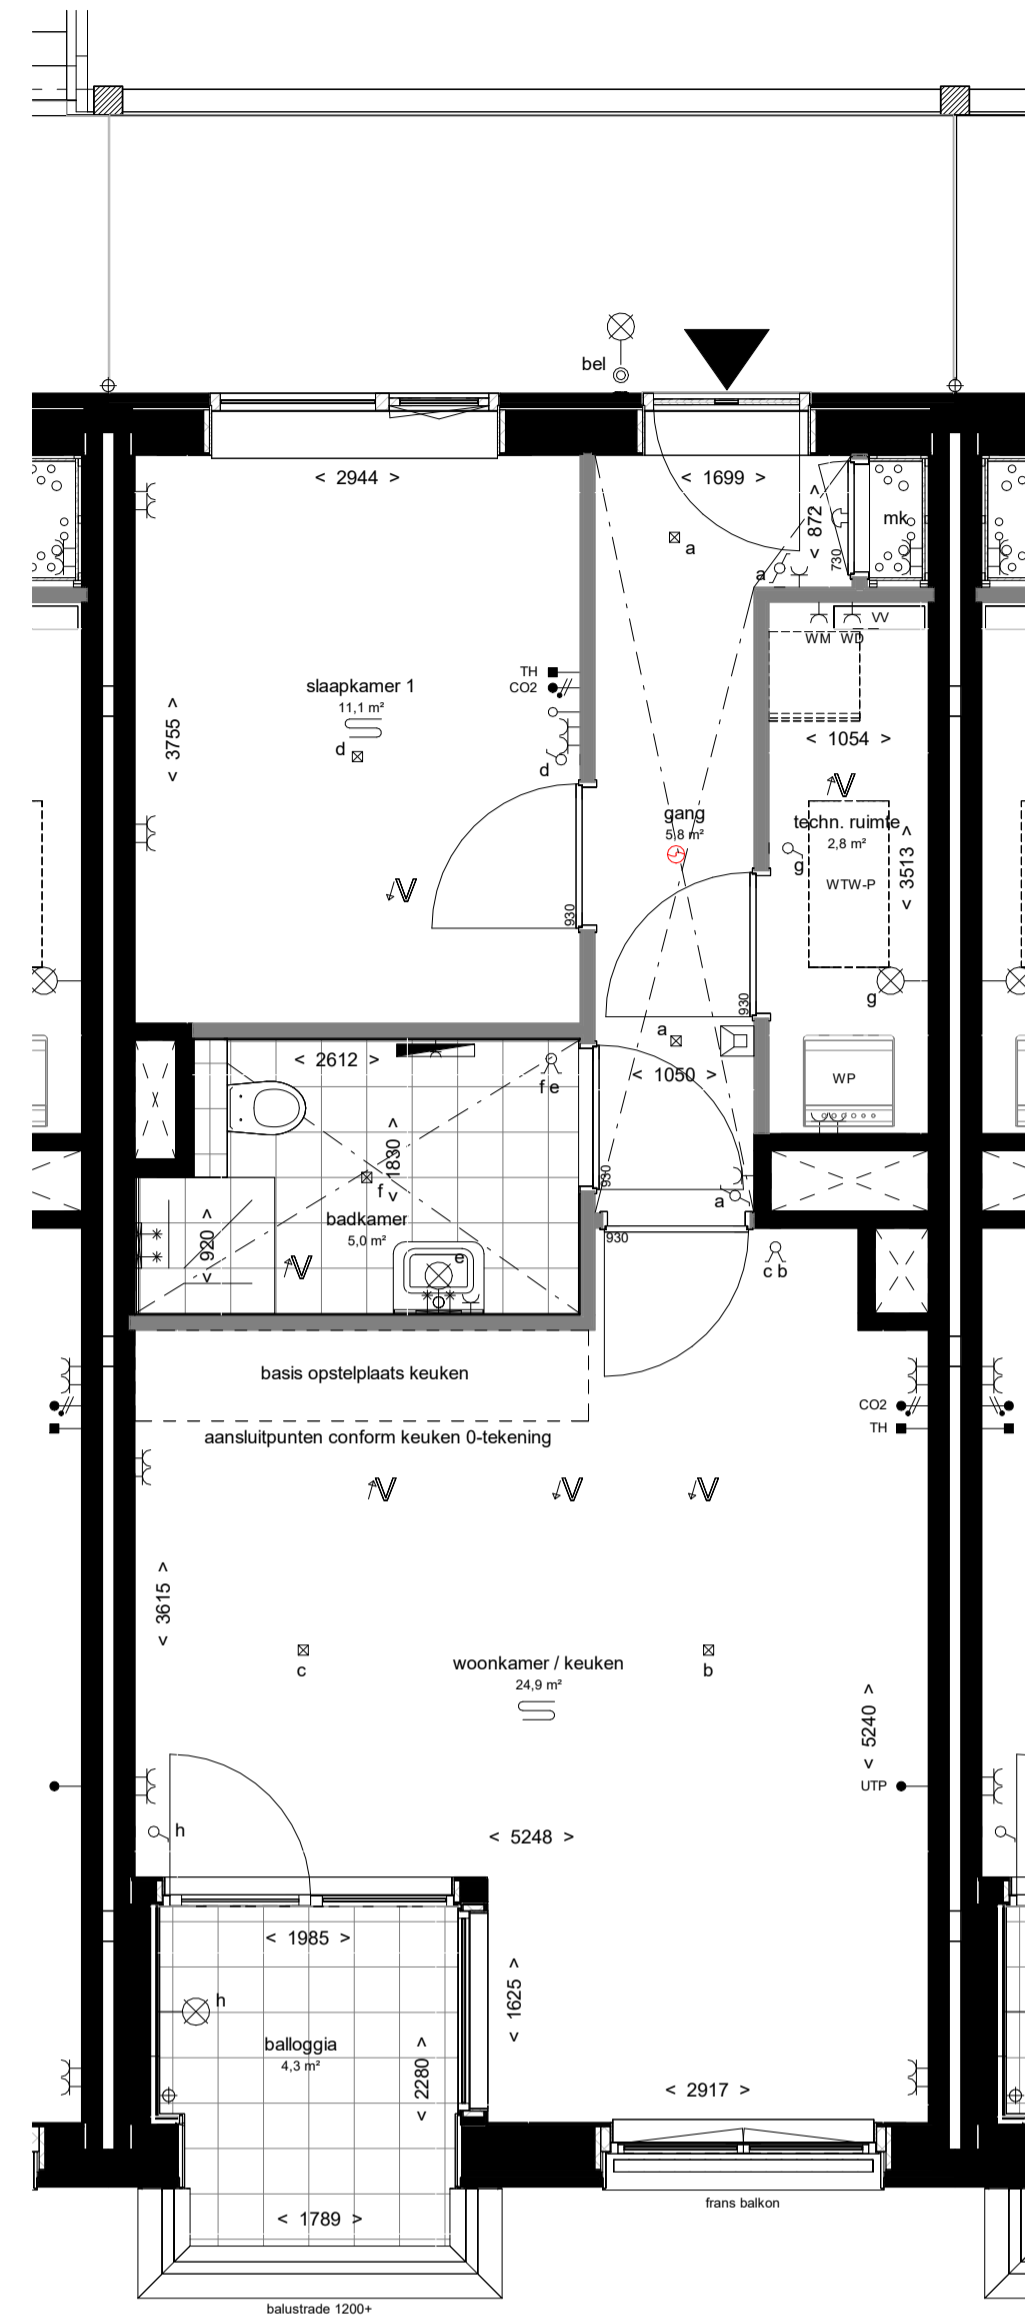 bel
< 2944 >
< 1699 >
< 872 >
mk
730
a
a
WM
WD
VV
TH
CO2
slaapkamer 1
11,1 m²
d
d
< 3755 >
< 1054 >
V
gang
5,8 m²
techn. ruimte
2,8 m²
g
WTW-P
< 3513 >
V
930
930
g
a
< 2612 >
< 1050 >
f e
WP
< 1830 >
f
930
a
badkamer
5,0 m²
< 920 >
V
e
930
c b
basis opstelplaats keuken
aansluitpunten conform keuken 0-tekening
CO2
TH
V
V
V
< 3615 >
c
woonkamer / keuken
24,9 m²
b
< 5240 >
UTP
h
< 5248 >
< 1985 >
h
< 1625 >
balloggia
4,3 m²
< 2280 >
< 2917 >
frans balkon
< 1789 >
balustrade 1200+